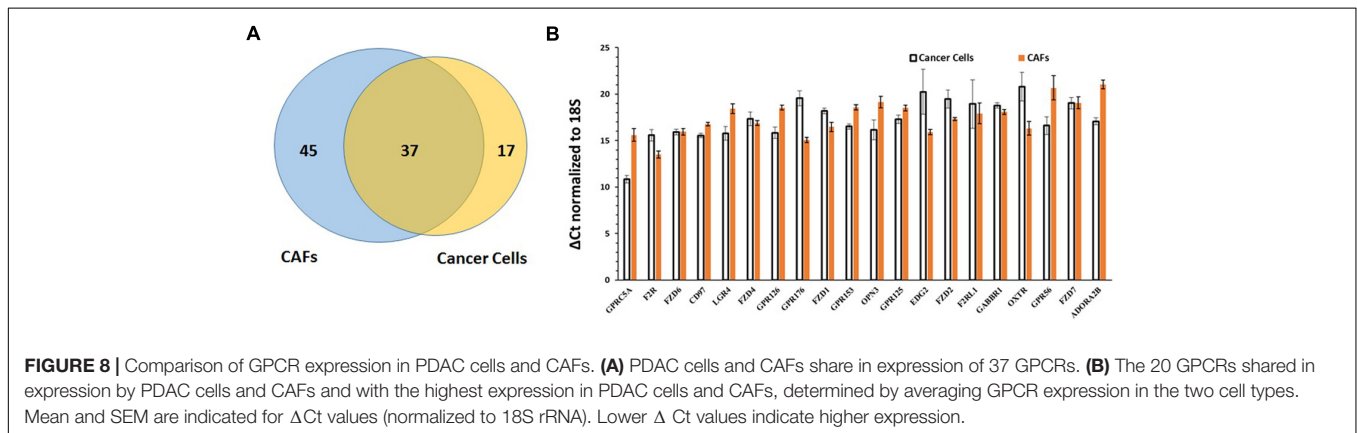 A
45
37
17
CAFs
Cancer Cells
B
25
20
15
10
5
0
ΔCt normalized to 18S
Cancer Cells
CAFs
GPRC5A
F2R
FZD6
CD97
LGR4
FZD4
GPR126
GPR176
FZD1
GPR153
OPN3
GPR125
EDG2
FZD2
F2RL1
GABBR1
OXTR
GPR56
FZD7
ADORA2B
FIGURE 8 | Comparison of GPCR expression in PDAC cells and CAFs. (A) PDAC cells and CAFs share in expression of 37 GPCRs. (B) The 20 GPCRs shared in
expression by PDAC cells and CAFs and with the highest expression in PDAC cells and CAFs, determined by averaging GPCR expression in the two cell types.
Mean and SEM are indicated for ΔCt values (normalized to 18S rRNA). Lower Δ Ct values indicate higher expression.